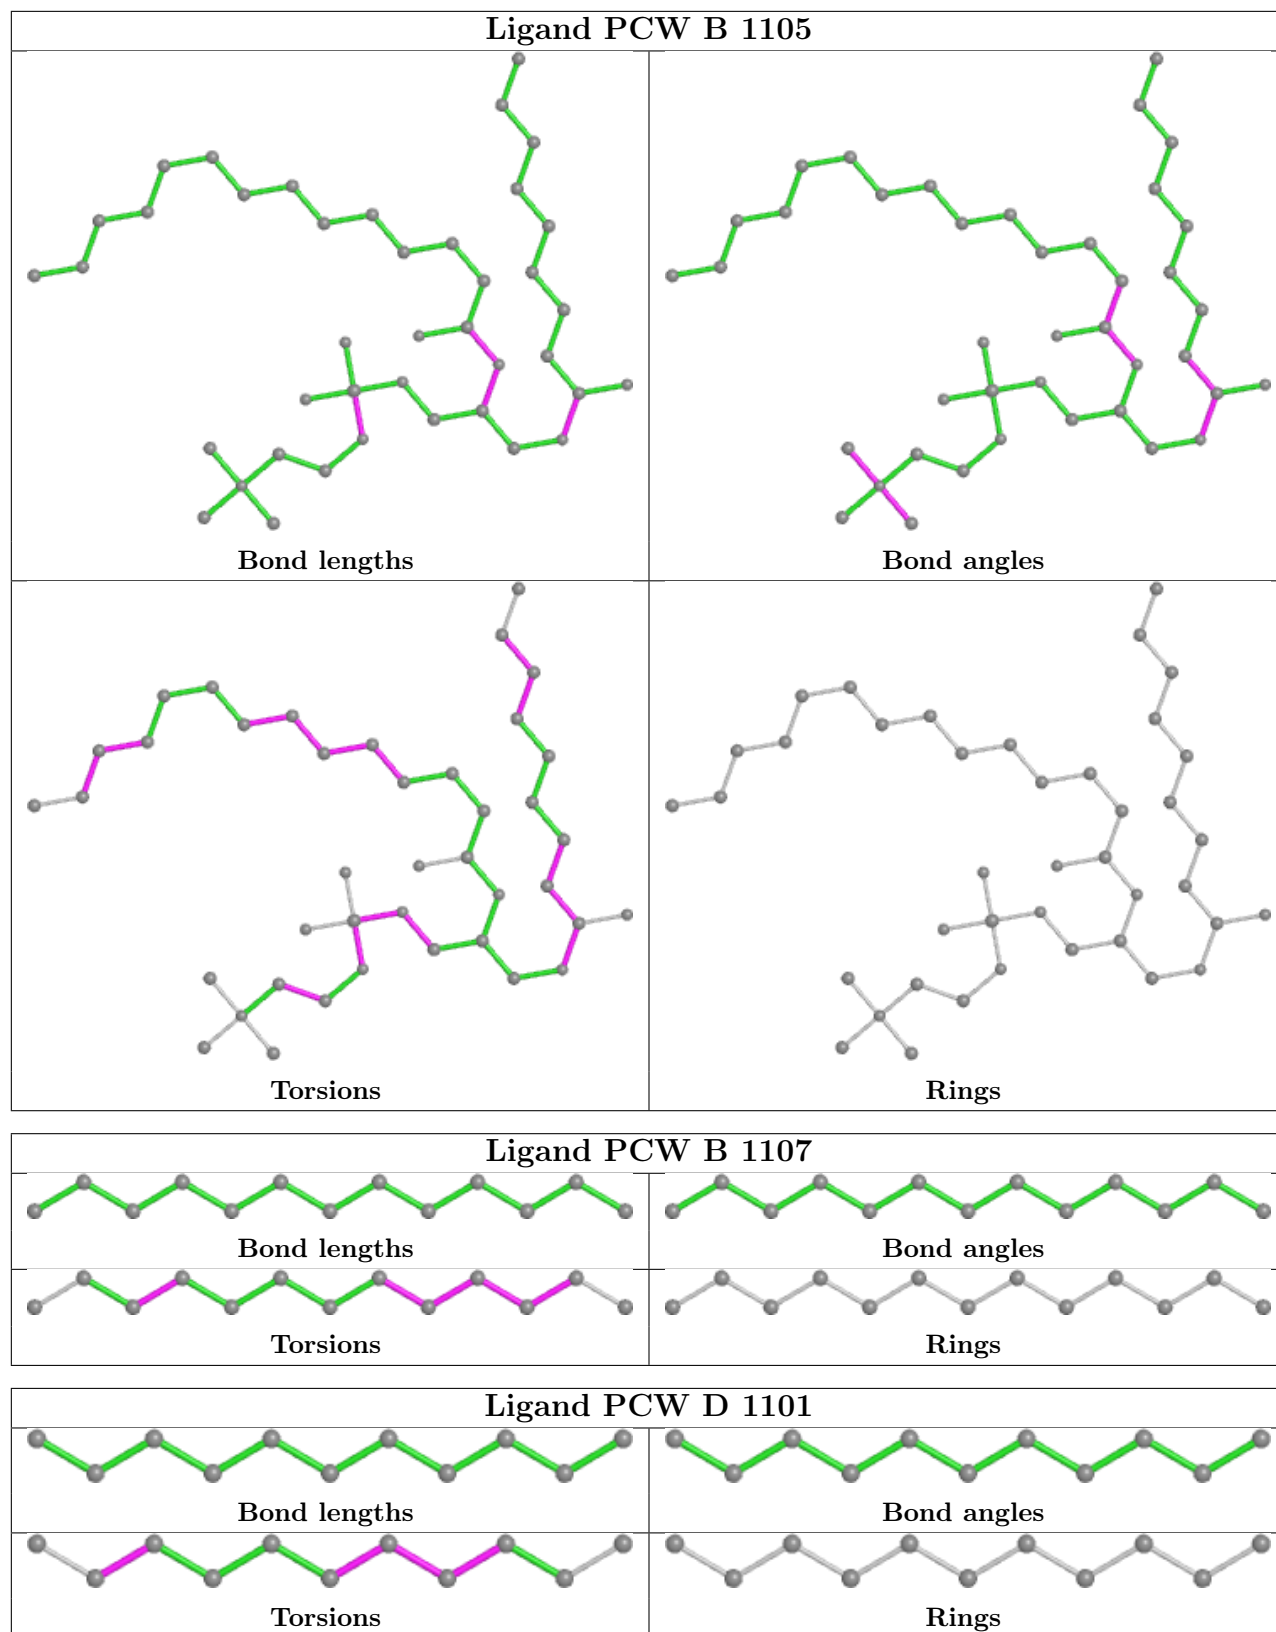 Ligand PCW B 1105
Bond lengths
Bond angles
Torsions
Rings
Ligand PCW B 1107
Bond lengths
Bond angles
Torsions
Rings
Ligand PCW D 1101
Bond lengths
Bond angles
Torsions
Rings